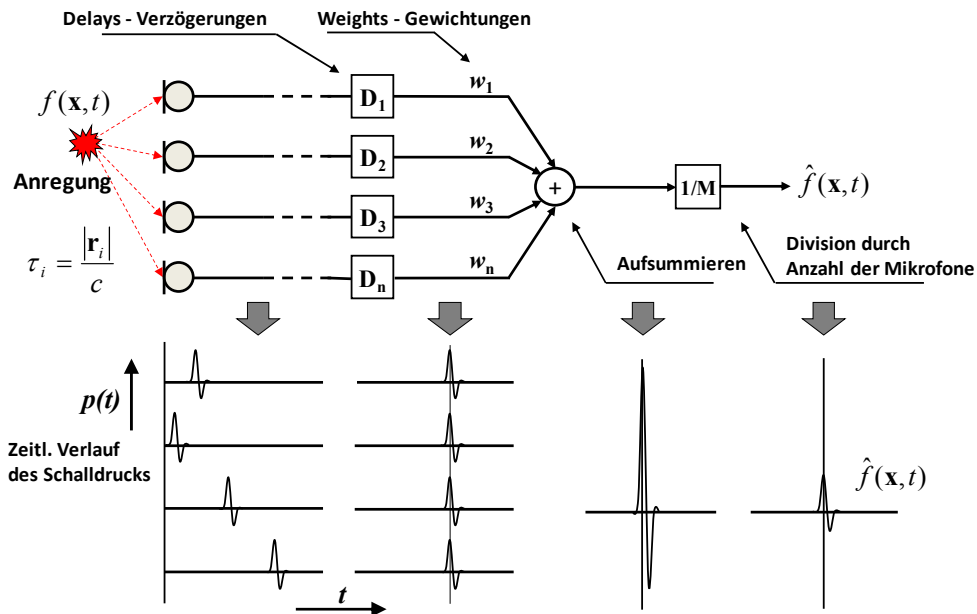 Delays - Verzögerungen
Weights - Gewichtungen
f(x,t)
Anregung
τᵢ = |rᵢ| / c
D₁
D₂
D₃
Dₙ
w₁
w₂
w₃
wₙ
+
1/M
f̂(x,t)
Aufsummieren
Division durch
Anzahl der Mikrofone
p(t)
Zeitl. Verlauf
des Schalldrucks
t
f̂(x,t)